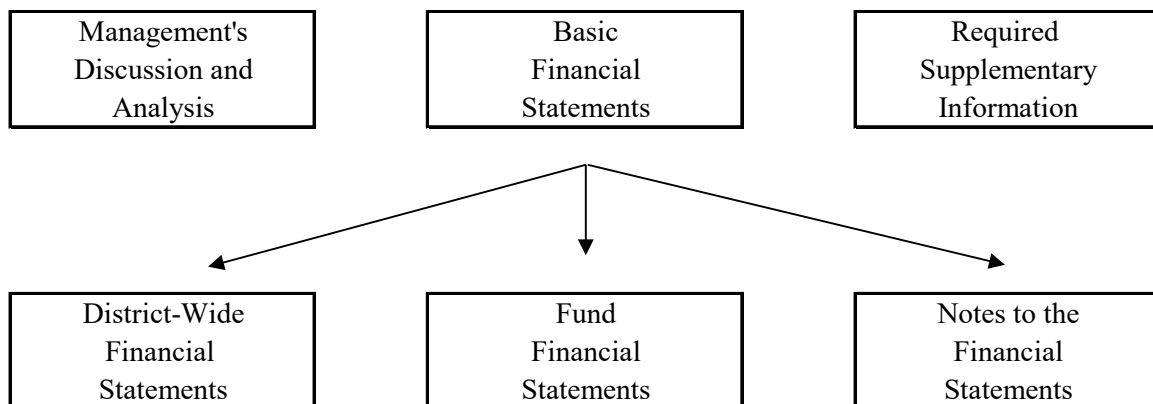 Management's
Discussion and
Analysis
Basic
Financial
Statements
Required
Supplementary
Information
District-Wide
Financial
Statements
Fund
Financial
Statements
Notes to the
Financial
Statements